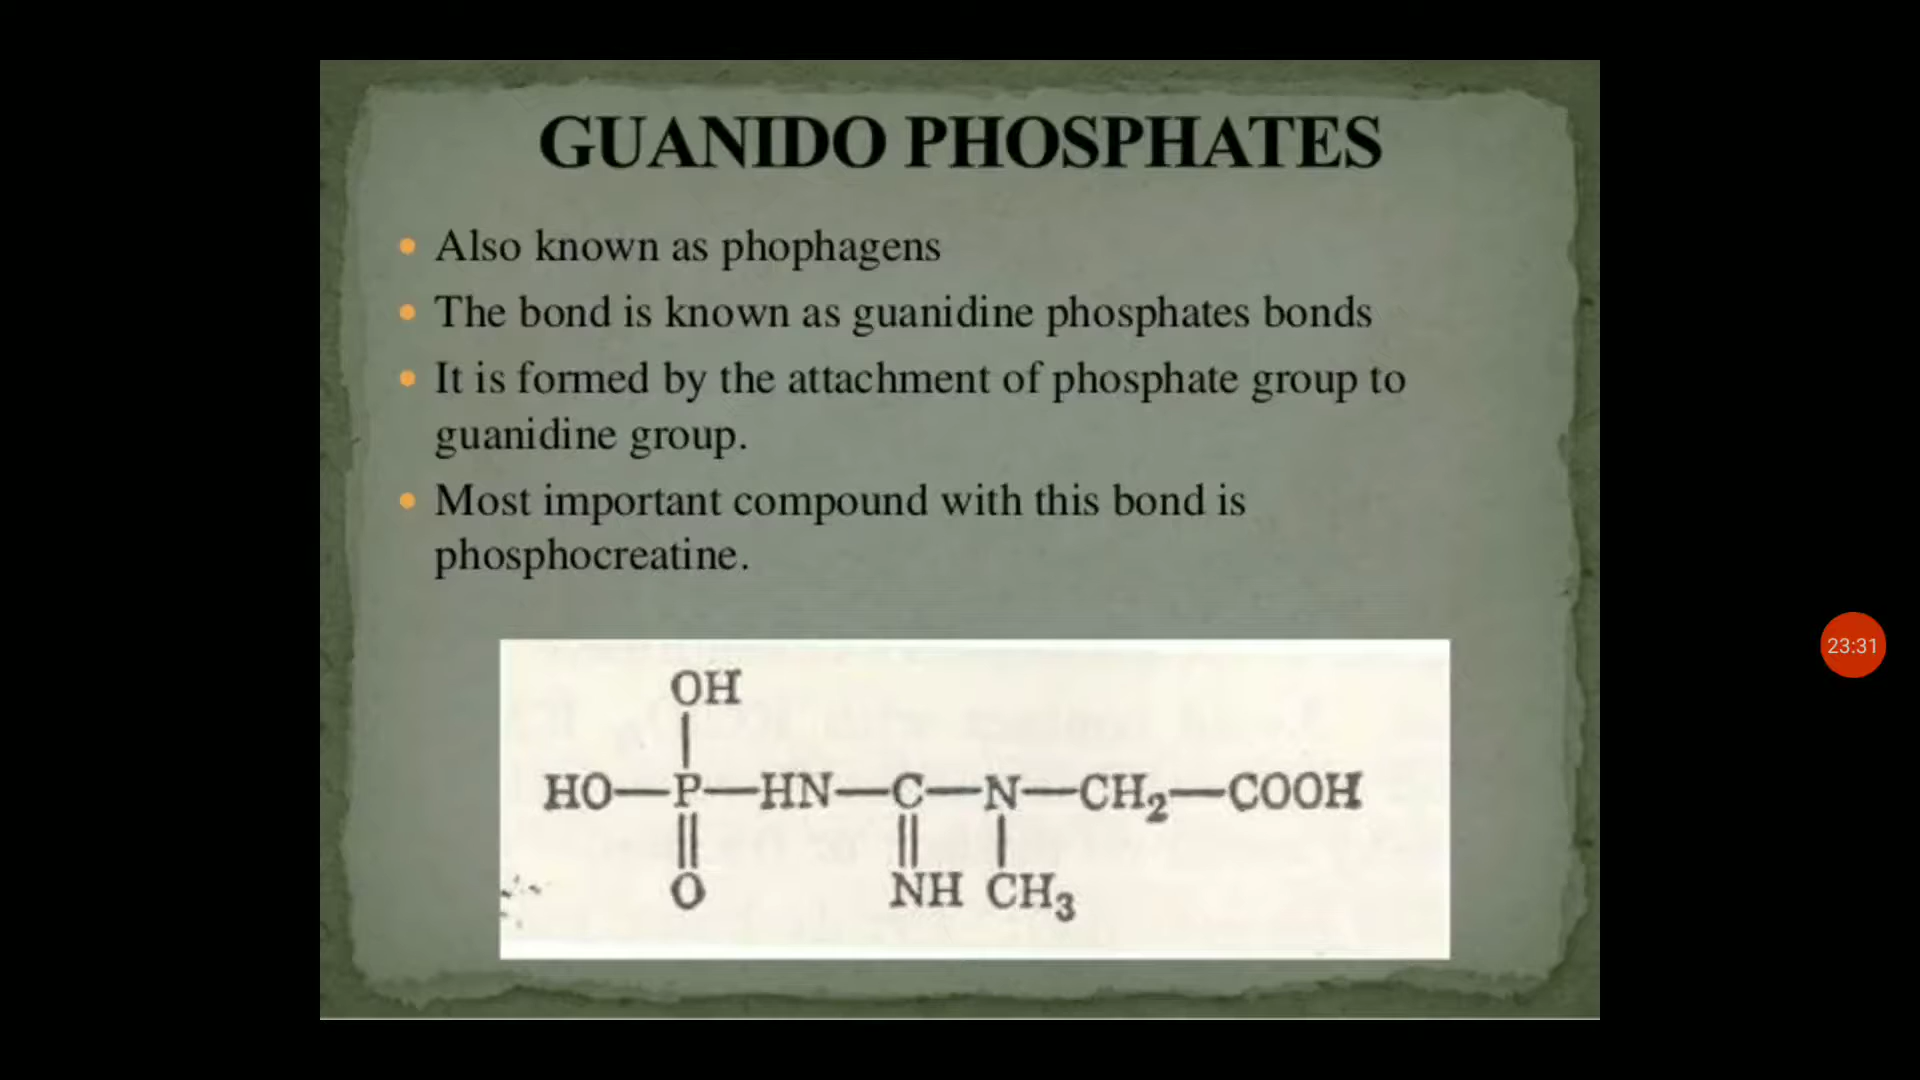 GUANIDO PHOSPHATES
Also known as phophagens
The bond is known as guanidine phosphates bonds
It is formed by the attachment of phosphate group to
guanidine group.
Most important compound with this bond is
phosphocreatine.
23:31
OH
HO—P—HN—C—N—CH₂—COOH
O NH CH₃